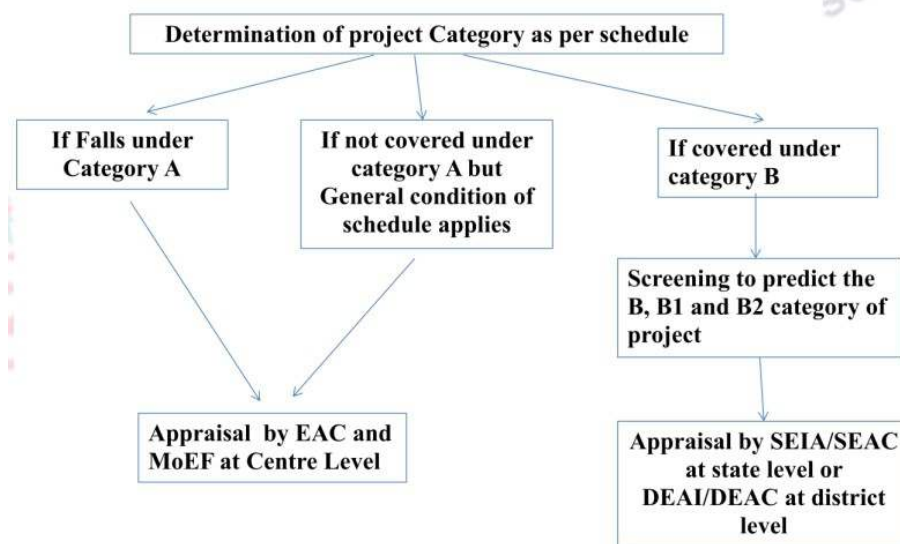 Determination of project Category as per schedule
If Falls under
Category A
If not covered under
category A but
General condition of
schedule applies
If covered under
category B
Screening to predict the
B, B1 and B2 category of
project
Appraisal by EAC and
MoEF at Centre Level
Appraisal by SEIA/SEAC
at state level or
DEAI/DEAC at district
level